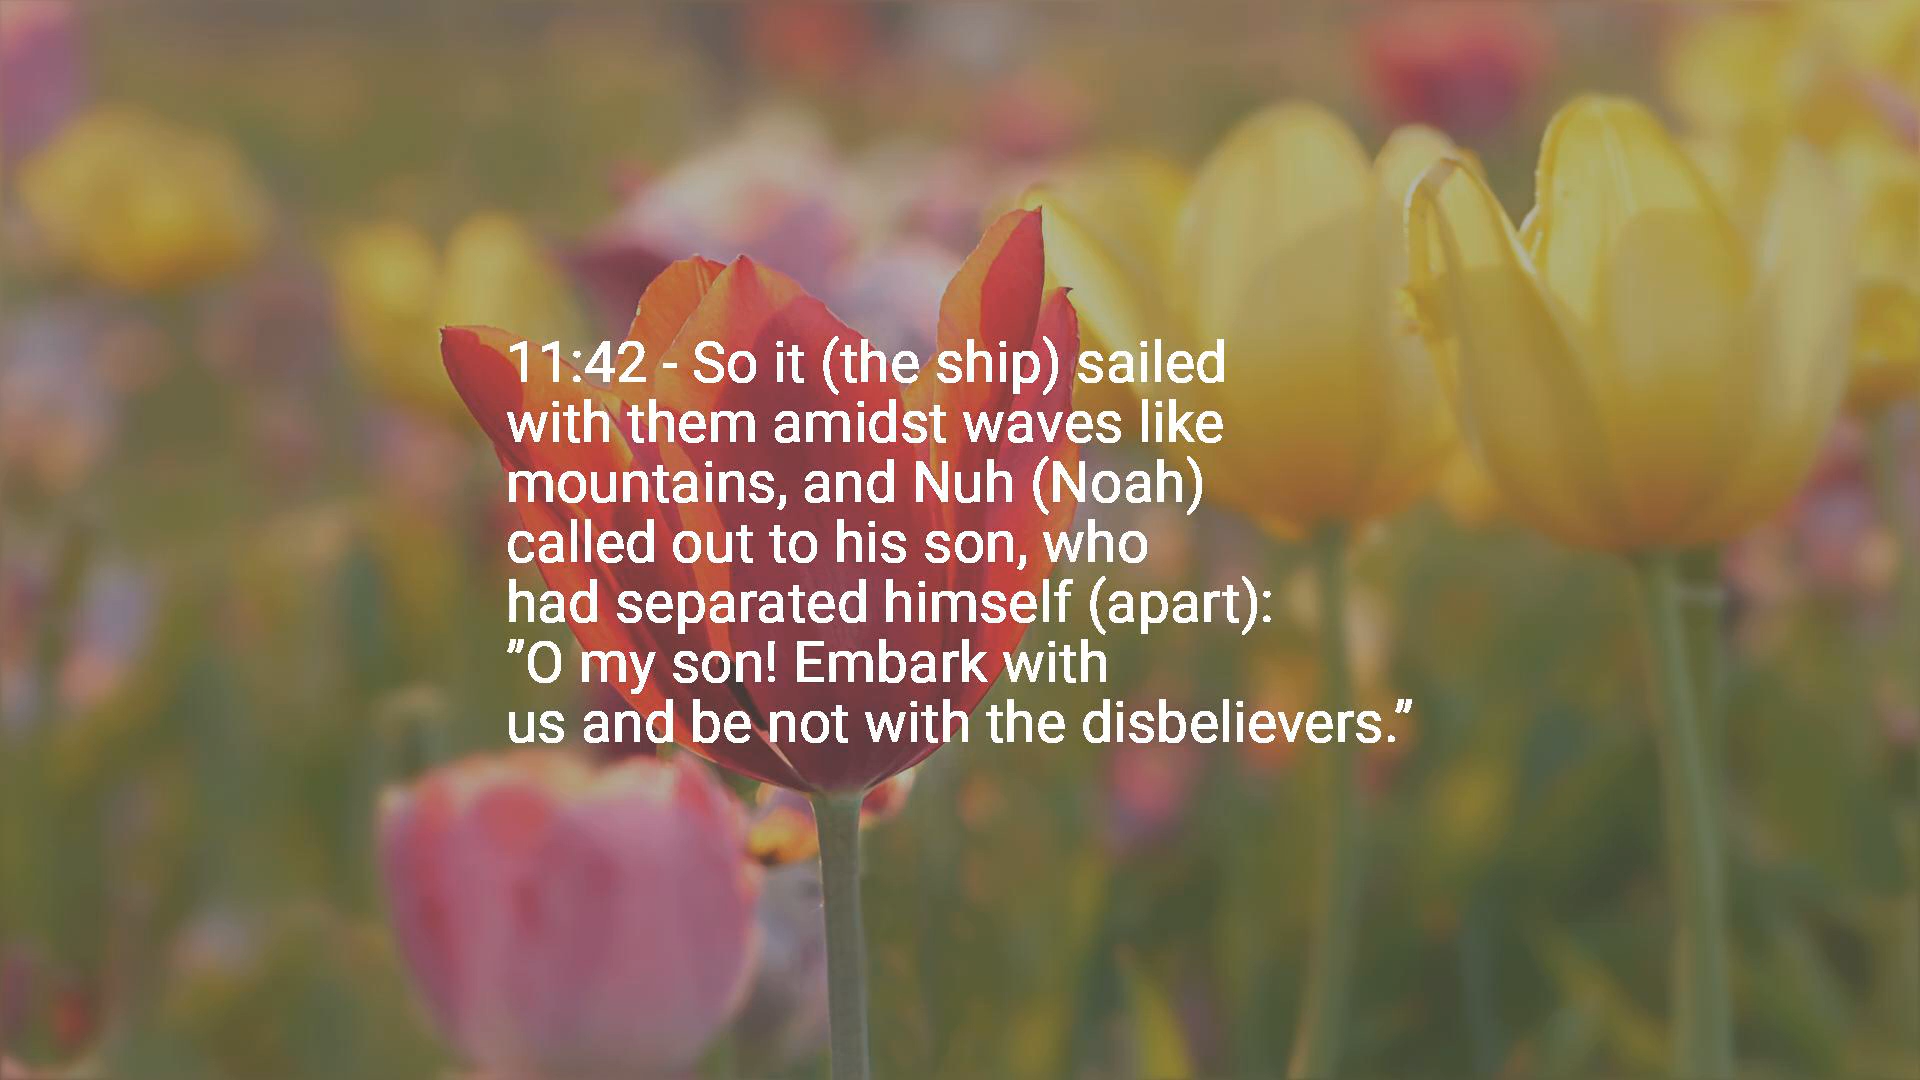 11:42 - So it (the ship) sailed
with them amidst waves like
mountains, and Nuh (Noah)
called out to his son, who
had separated himself (apart):
”O my son! Embark with
us and be not with the disbelievers.”